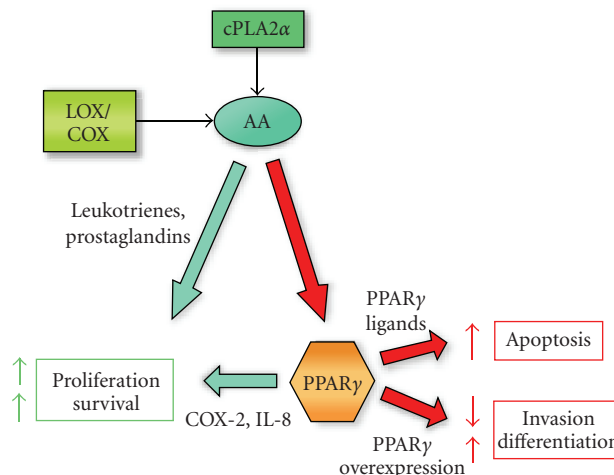 cPLA2α
LOX/
COX
AA
Leukotrienes,
prostaglandins
PPARγ
ligands
Apoptosis
Proliferation
survival
PPARγ
COX-2, IL-8
Invasion
differentiation
PPARγ
overexpression